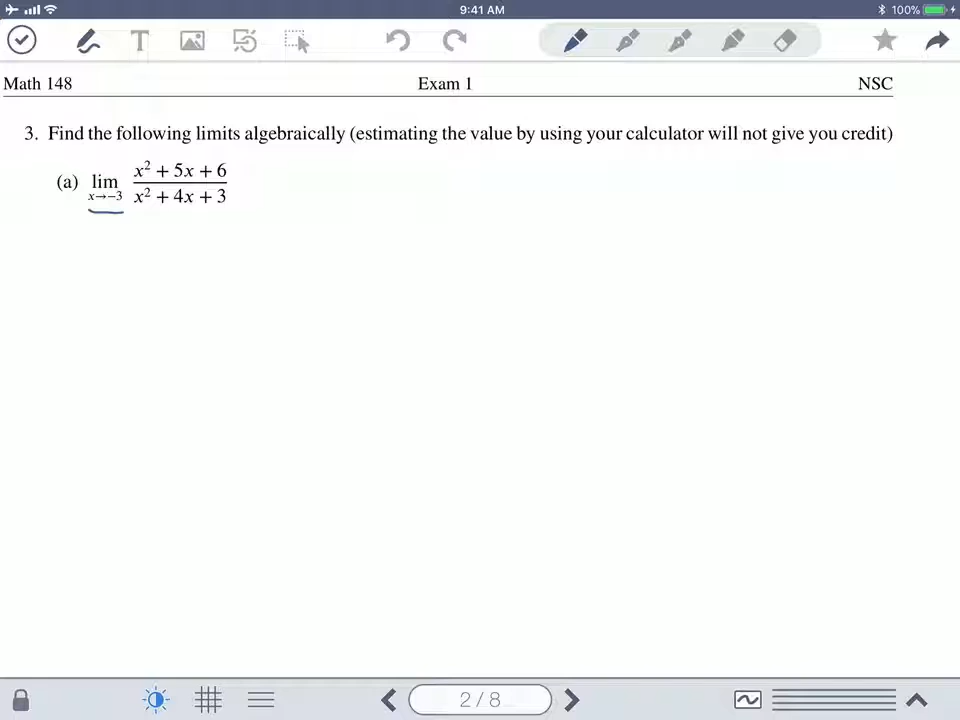 9:41 AM
100%
T
Math 148 Exam 1 NSC
3. Find the following limits algebraically (estimating the value by using your calculator will not give you credit)
(a) lim x→−3 (x² + 5x + 6)/(x² + 4x + 3)
2 / 8